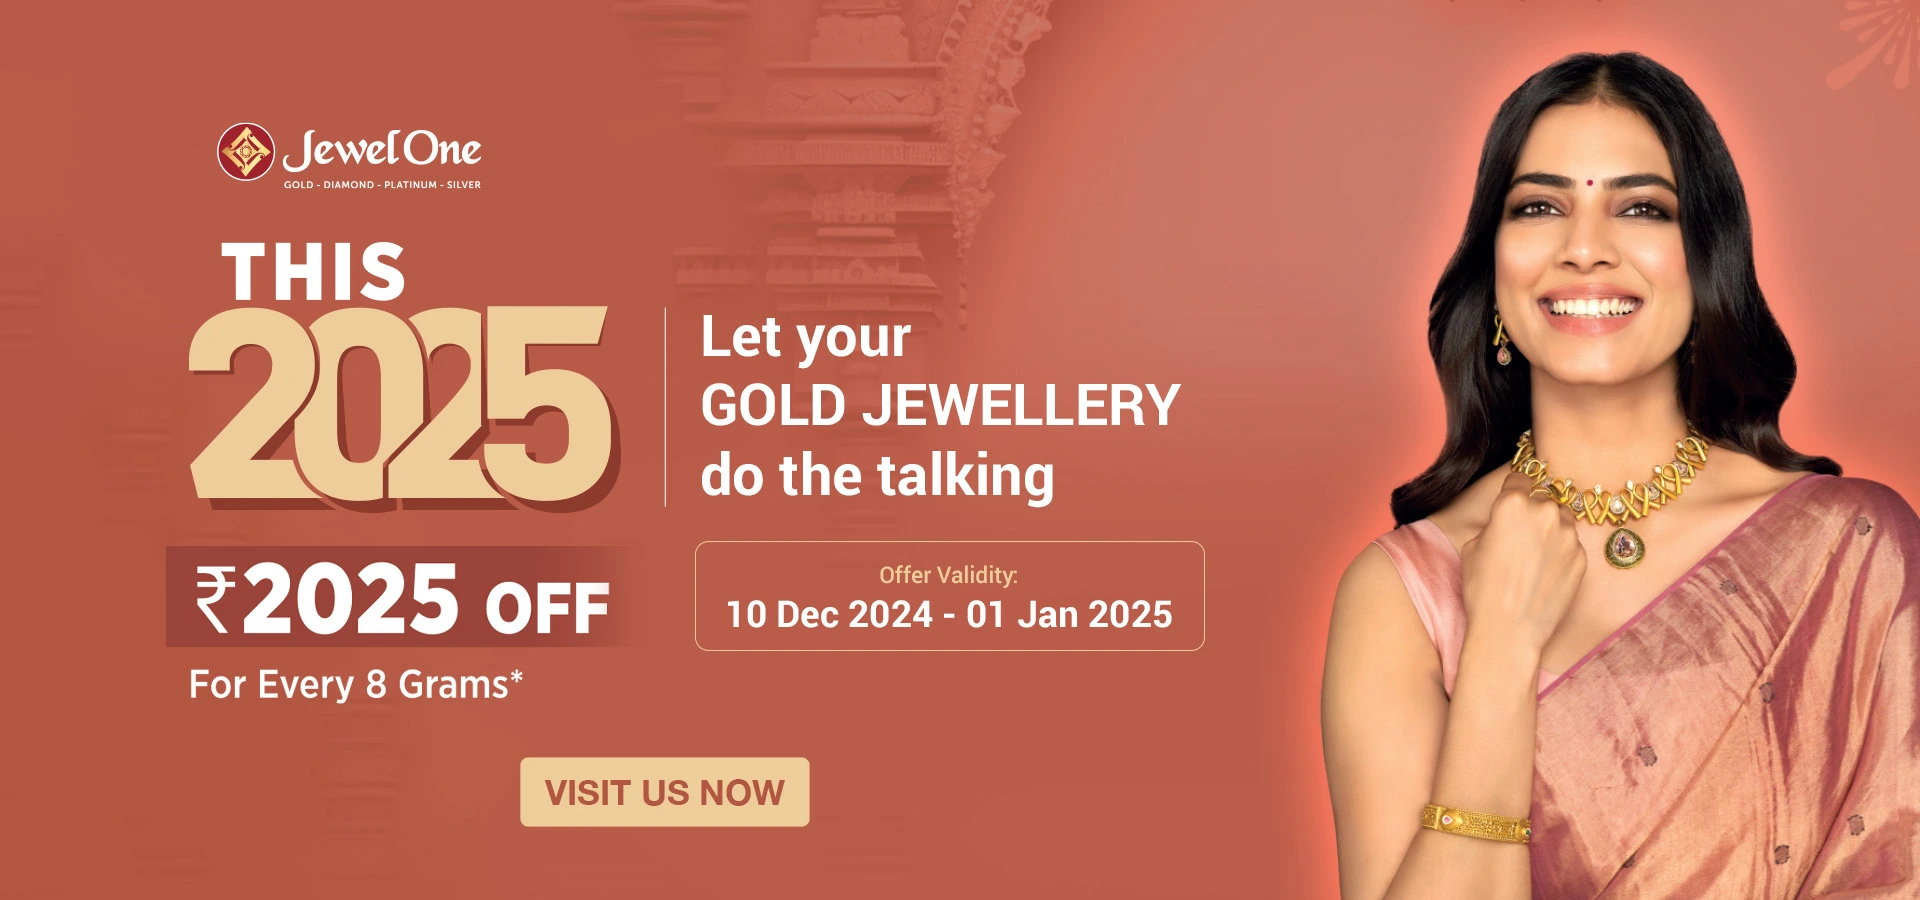 Jewel One
GOLD - DIAMOND - PLATINUM - SILVER
THIS
2025
₹2025 OFF
For Every 8 Grams*
Let your
GOLD JEWELLERY
do the talking
Offer Validity:
10 Dec 2024 - 01 Jan 2025
VISIT US NOW